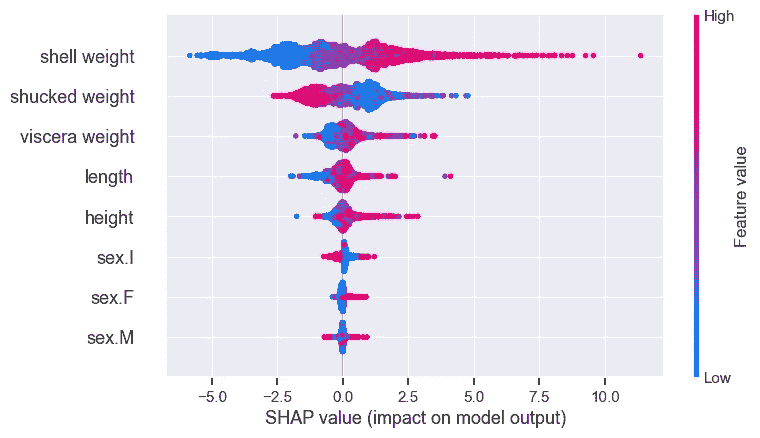 High
shell weight
shucked weight
viscera weight
length
height
sex.I
sex.F
sex.M
Feature value
Low
−5.0 −2.5 0.0 2.5 5.0 7.5 10.0
SHAP value (impact on model output)